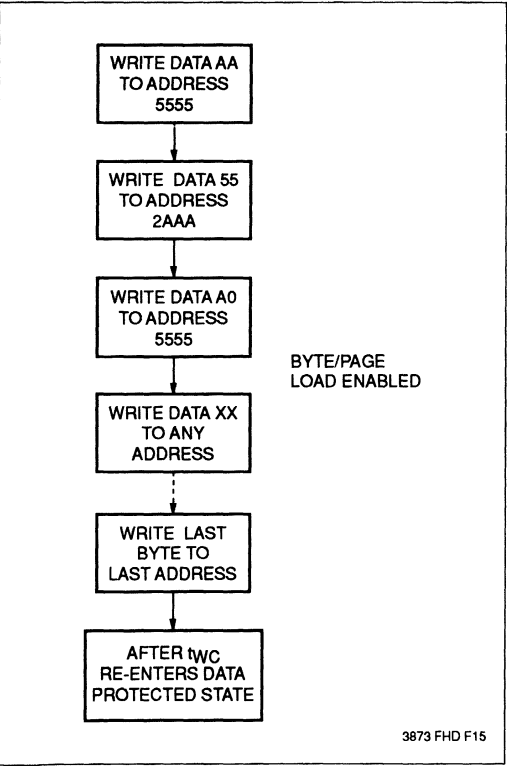 WRITE DATA AA
TO ADDRESS
5555
WRITE DATA 55
TO ADDRESS
2AAA
WRITE DATA A0
TO ADDRESS
5555
BYTE/PAGE
LOAD ENABLED
WRITE DATA XX
TO ANY
ADDRESS
WRITE LAST
BYTE TO
LAST ADDRESS
AFTER tWC
RE-ENTERS DATA
PROTECTED STATE
3873 FHD F15